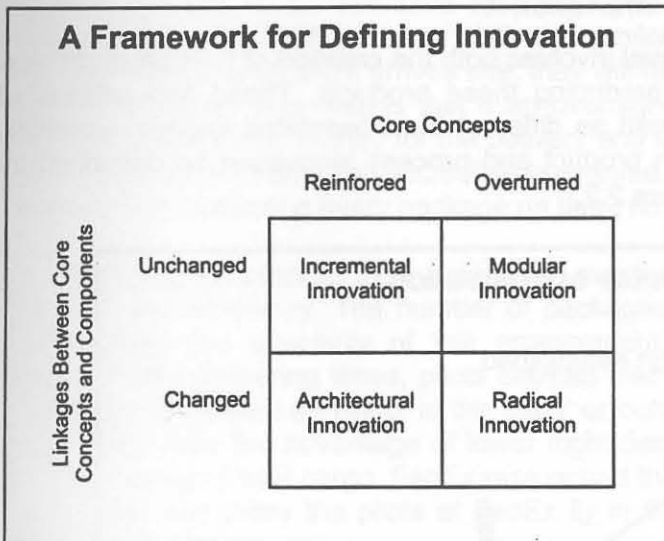 A Framework for Defining Innovation
Core Concepts
Reinforced Overturned
Linkages Between Core
Concepts and Components
Unchanged
Incremental
Innovation
Modular
Innovation
Changed
Architectural
Innovation
Radical
Innovation